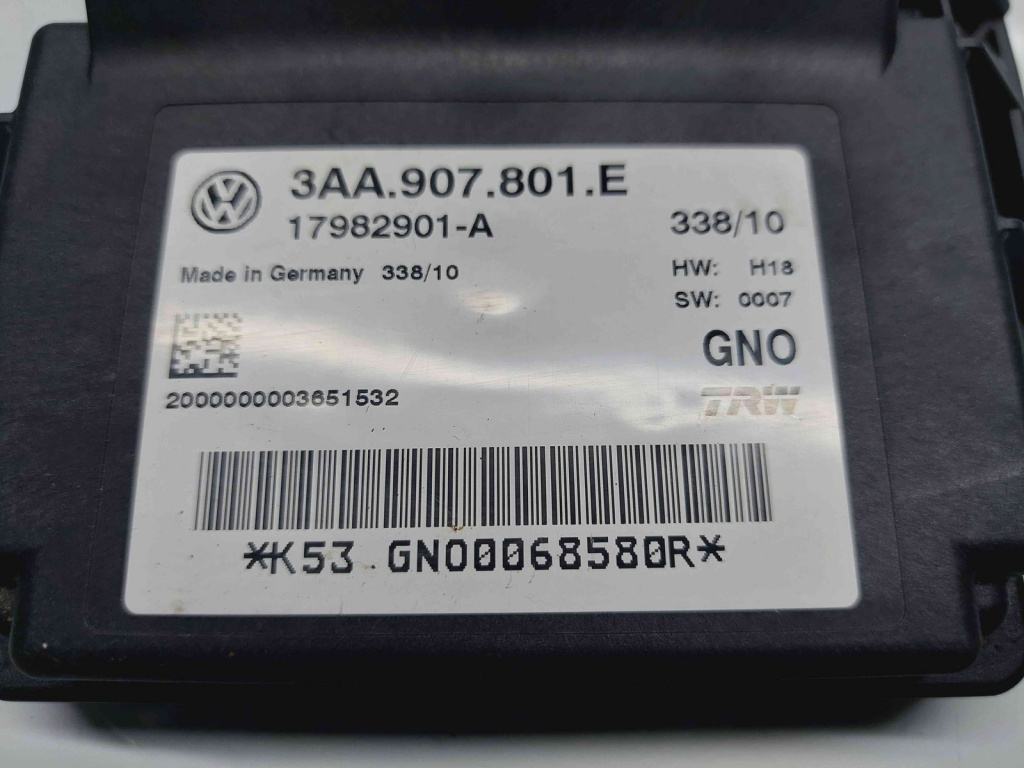 3AA.907.801.E
17982901-A 338/10
Made in Germany 338/10
HW: H18
SW: 0007
GNO
TRW
2000000003651532
*K53 GNO0068580R*